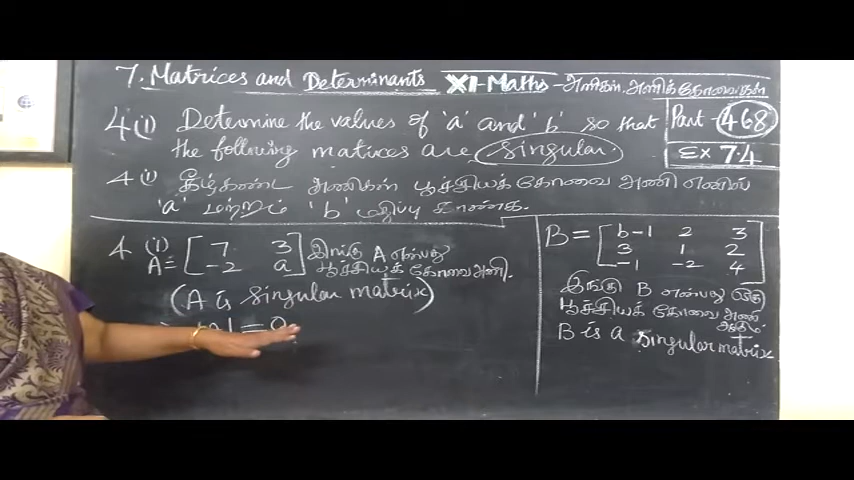 7. Matrices and Determinants XI-Maths - அணிகள், அணிக்கோவைகள்
Part - 468
Ex 7.4
4(i) Determine the values of 'a' and 'b' so that
the following matices are singular.
4 (i) கீழ்கண்ட அணிகள் பூச்சியக் கோவை அணி எனில்
'a' மற்றும் 'b' மதிப்பு காண்க.
4 (i) A = [ 7 3
-2 a ] இங்கு A என்பது
பூச்சியக் கோவை அணி.
(A is singular matrix)
|A| = 0
B = [ b-1 2 3
3 1 2
-1 -2 4 ]
இங்கு B என்பது ஒரு
பூச்சியக் கோவை அணி
B is a singular matrix